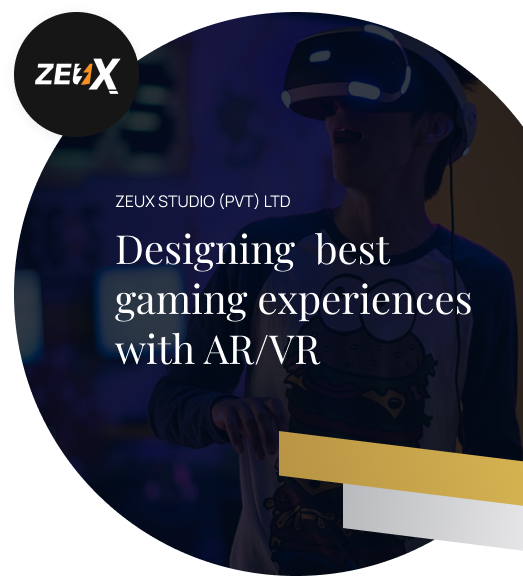 ZEUX
ZEUX STUDIO (PVT) LTD
Designing  best
gaming experiences
with AR/VR